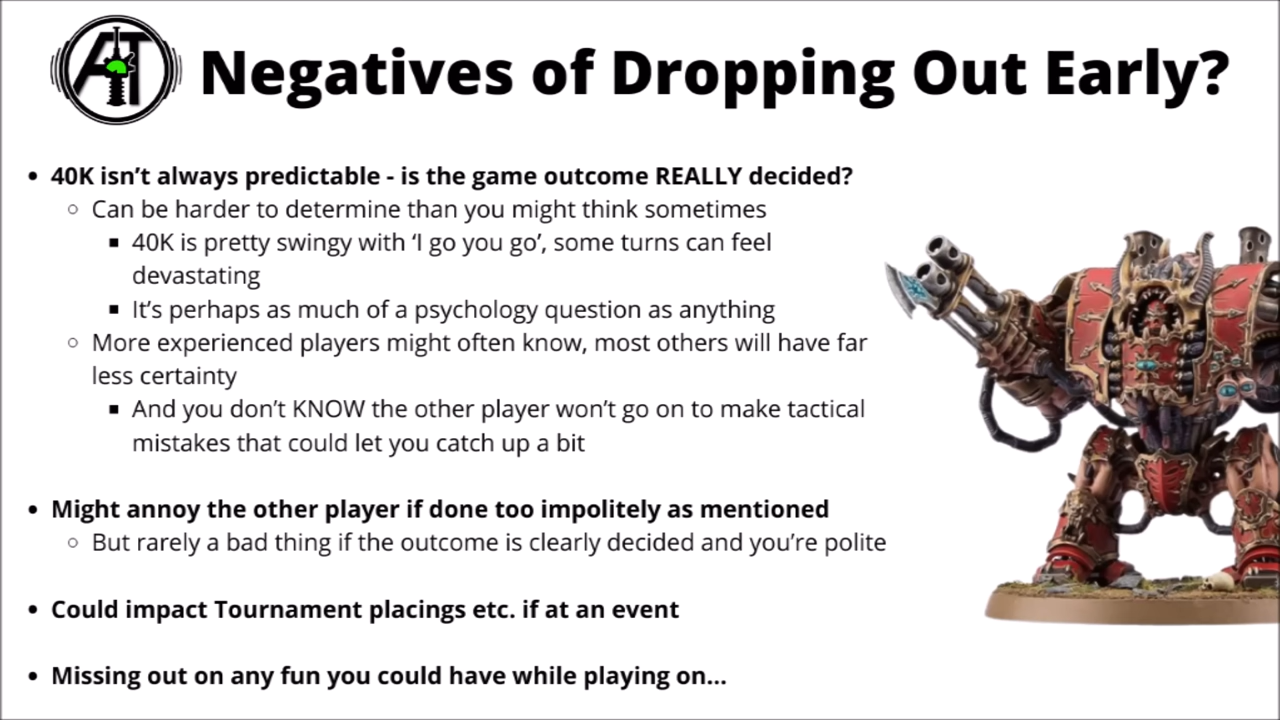 AT
Negatives of Dropping Out Early?
• 40K isn’t always predictable - is the game outcome REALLY decided?
○ Can be harder to determine than you might think sometimes
▪ 40K is pretty swingy with ‘I go you go’, some turns can feel
devastating
▪ It’s perhaps as much of a psychology question as anything
○ More experienced players might often know, most others will have far
less certainty
▪ And you don’t KNOW the other player won’t go on to make tactical
mistakes that could let you catch up a bit
• Might annoy the other player if done too impolitely as mentioned
○ But rarely a bad thing if the outcome is clearly decided and you’re polite
• Could impact Tournament placings etc. if at an event
• Missing out on any fun you could have while playing on...